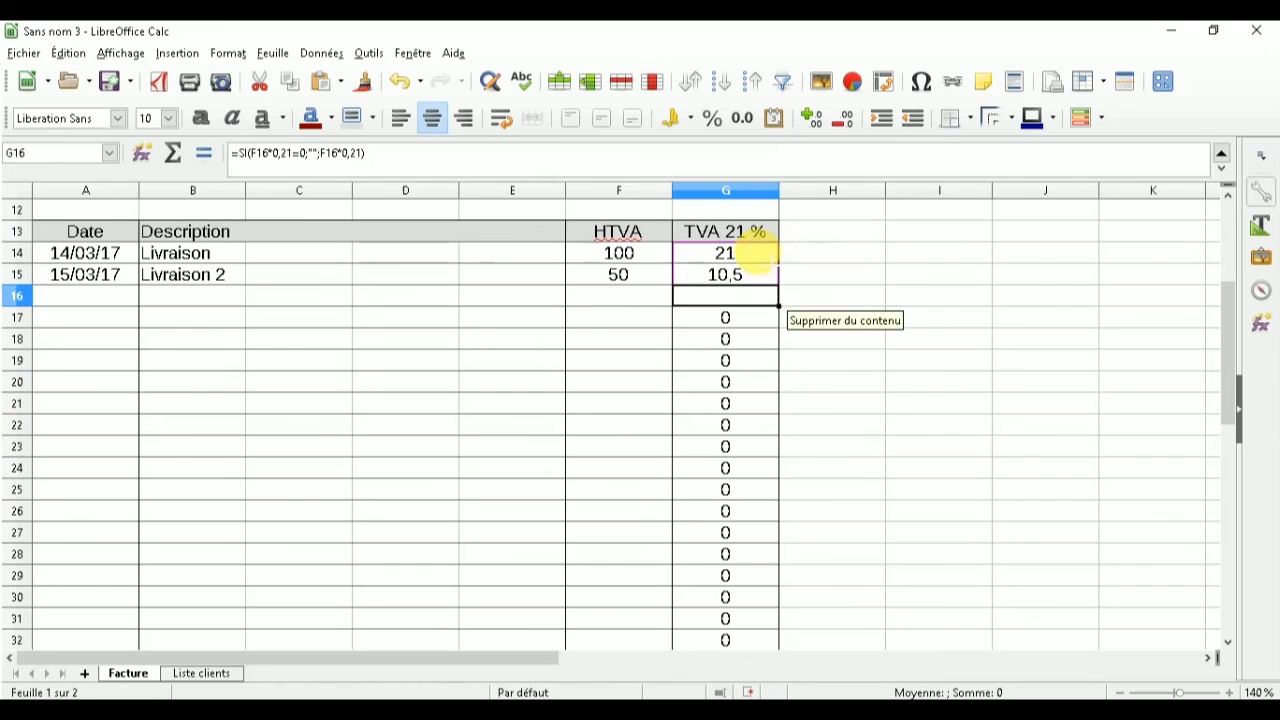 Sans nom 3 - LibreOffice Calc
Fichier Édition Affichage Insertion Format Feuille Données Outils Fenêtre Aide
Abc
Liberation Sans 10 a a a a % 0.0
G16 =SI(F16*0,21=0;"";F16*0,21)
A B C D E F G H I J K
12
13 Date Description HTVA TVA 21 %
14 14/03/17 Livraison 100 21
15 15/03/17 Livraison 2 50 10,5
16
17 0
Supprimer du contenu
18 0
19 0
20 0
21 0
22 0
23 0
24 0
25 0
26 0
27 0
28 0
29 0
30 0
31 0
32 0
Facture Liste clients
Feuille 1 sur 2 Par défaut Moyenne: ; Somme: 0 140 %